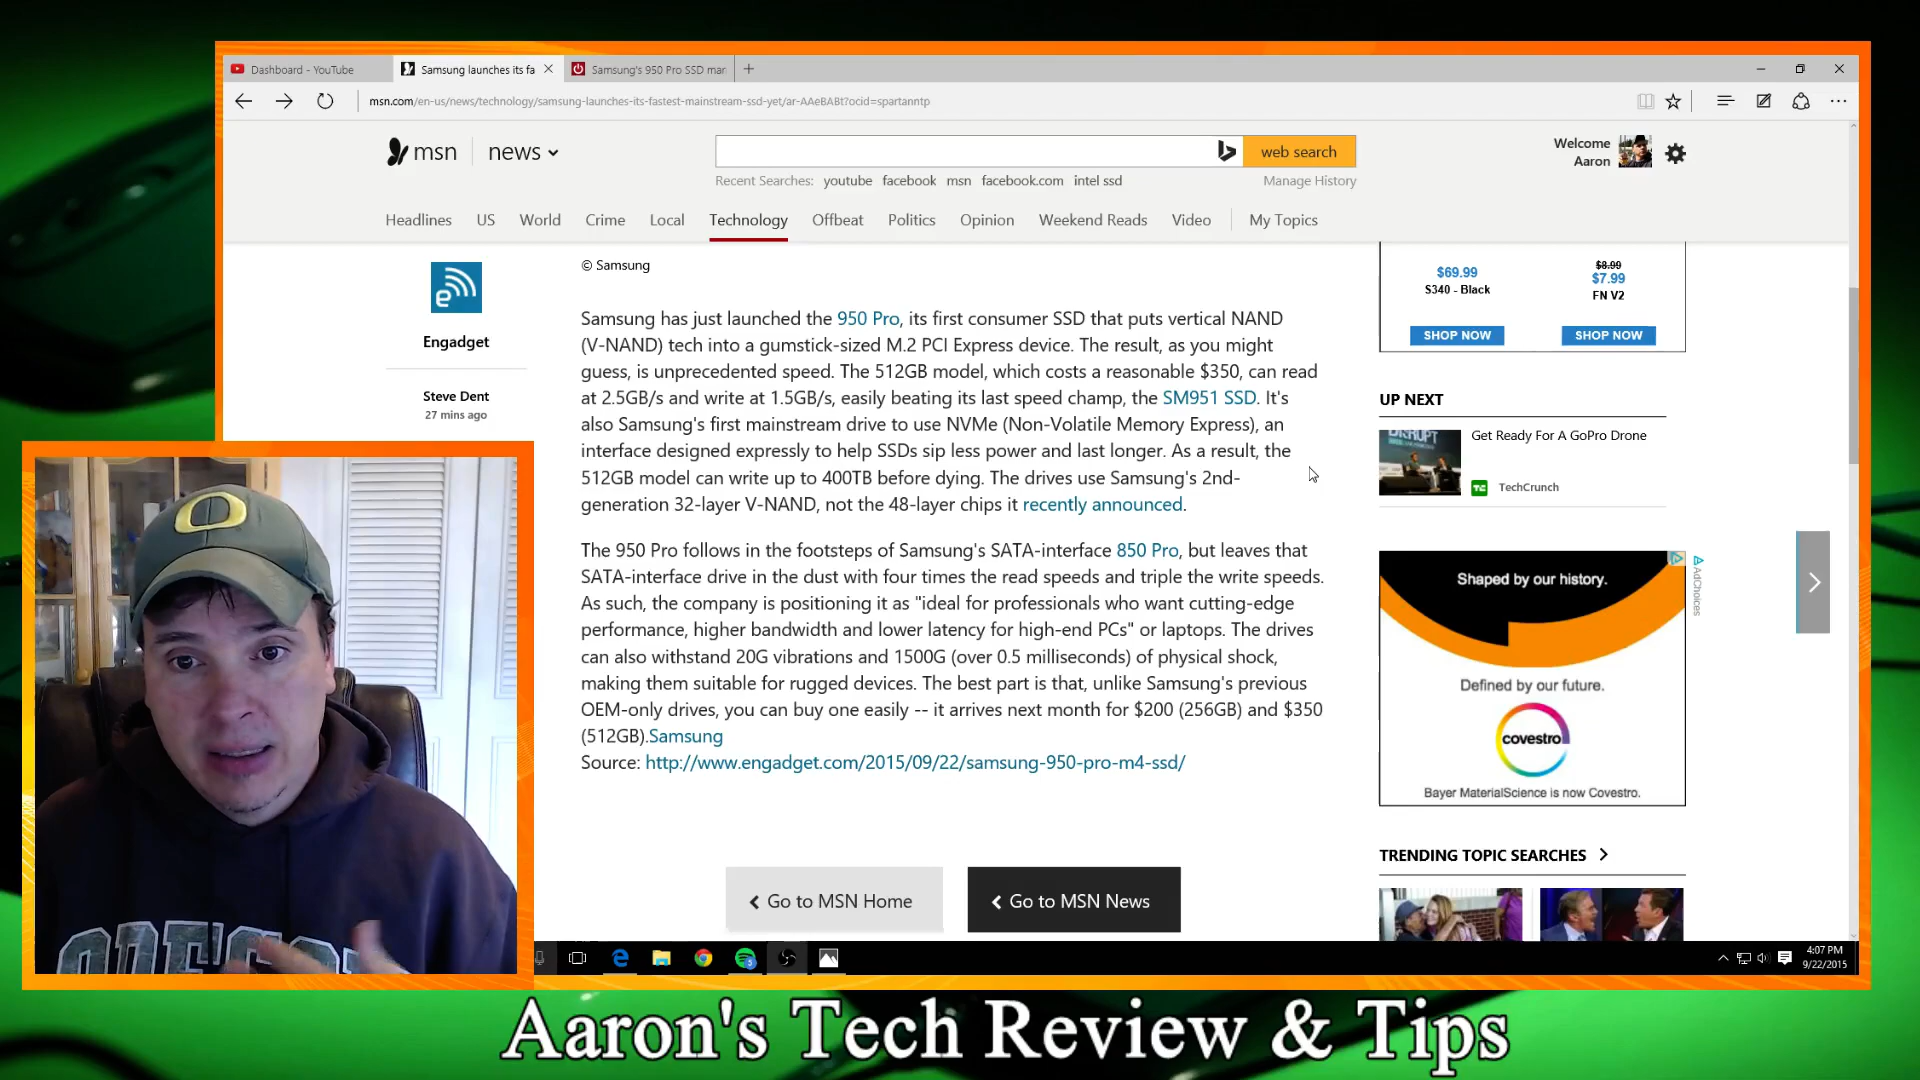 Dashboard - YouTube
Samsung launches its fa
Samsung's 950 Pro SSD mar
msn.com/en-us/news/technology/samsung-launches-its-fastest-mainstream-ssd-yet/ar-AAeBABt?ocid=spartanntp
msn
news
web search
Welcome
Aaron
Recent Searches: youtube facebook msn facebook.com intel ssd
Manage History
Headlines US World Crime Local Technology Offbeat Politics Opinion Weekend Reads Video My Topics
© Samsung
Engadget
Steve Dent
27 mins ago
Samsung has just launched the 950 Pro, its first consumer SSD that puts vertical NAND
(V-NAND) tech into a gumstick-sized M.2 PCI Express device. The result, as you might
guess, is unprecedented speed. The 512GB model, which costs a reasonable $350, can read
at 2.5GB/s and write at 1.5GB/s, easily beating its last speed champ, the SM951 SSD. It's
also Samsung's first mainstream drive to use NVMe (Non-Volatile Memory Express), an
interface designed expressly to help SSDs sip less power and last longer. As a result, the
512GB model can write up to 400TB before dying. The drives use Samsung's 2nd-
generation 32-layer V-NAND, not the 48-layer chips it recently announced.
The 950 Pro follows in the footsteps of Samsung's SATA-interface 850 Pro, but leaves that
SATA-interface drive in the dust with four times the read speeds and triple the write speeds.
As such, the company is positioning it as "ideal for professionals who want cutting-edge
performance, higher bandwidth and lower latency for high-end PCs" or laptops. The drives
can also withstand 20G vibrations and 1500G (over 0.5 milliseconds) of physical shock,
making them suitable for rugged devices. The best part is that, unlike Samsung's previous
OEM-only drives, you can buy one easily -- it arrives next month for $200 (256GB) and $350
(512GB).Samsung
Source: http://www.engadget.com/2015/09/22/samsung-950-pro-m4-ssd/
Go to MSN Home
Go to MSN News
$69.99
S340 - Black
SHOP NOW
$8.99
$7.99
FN V2
SHOP NOW
UP NEXT
DISRUPT
Get Ready For A GoPro Drone
TechCrunch
Shaped by our history.
Defined by our future.
covestro
Bayer MaterialScience is now Covestro.
AdChoices
TRENDING TOPIC SEARCHES
4:07 PM
9/22/2015
O
OREGON
Aaron's Tech Review & Tips